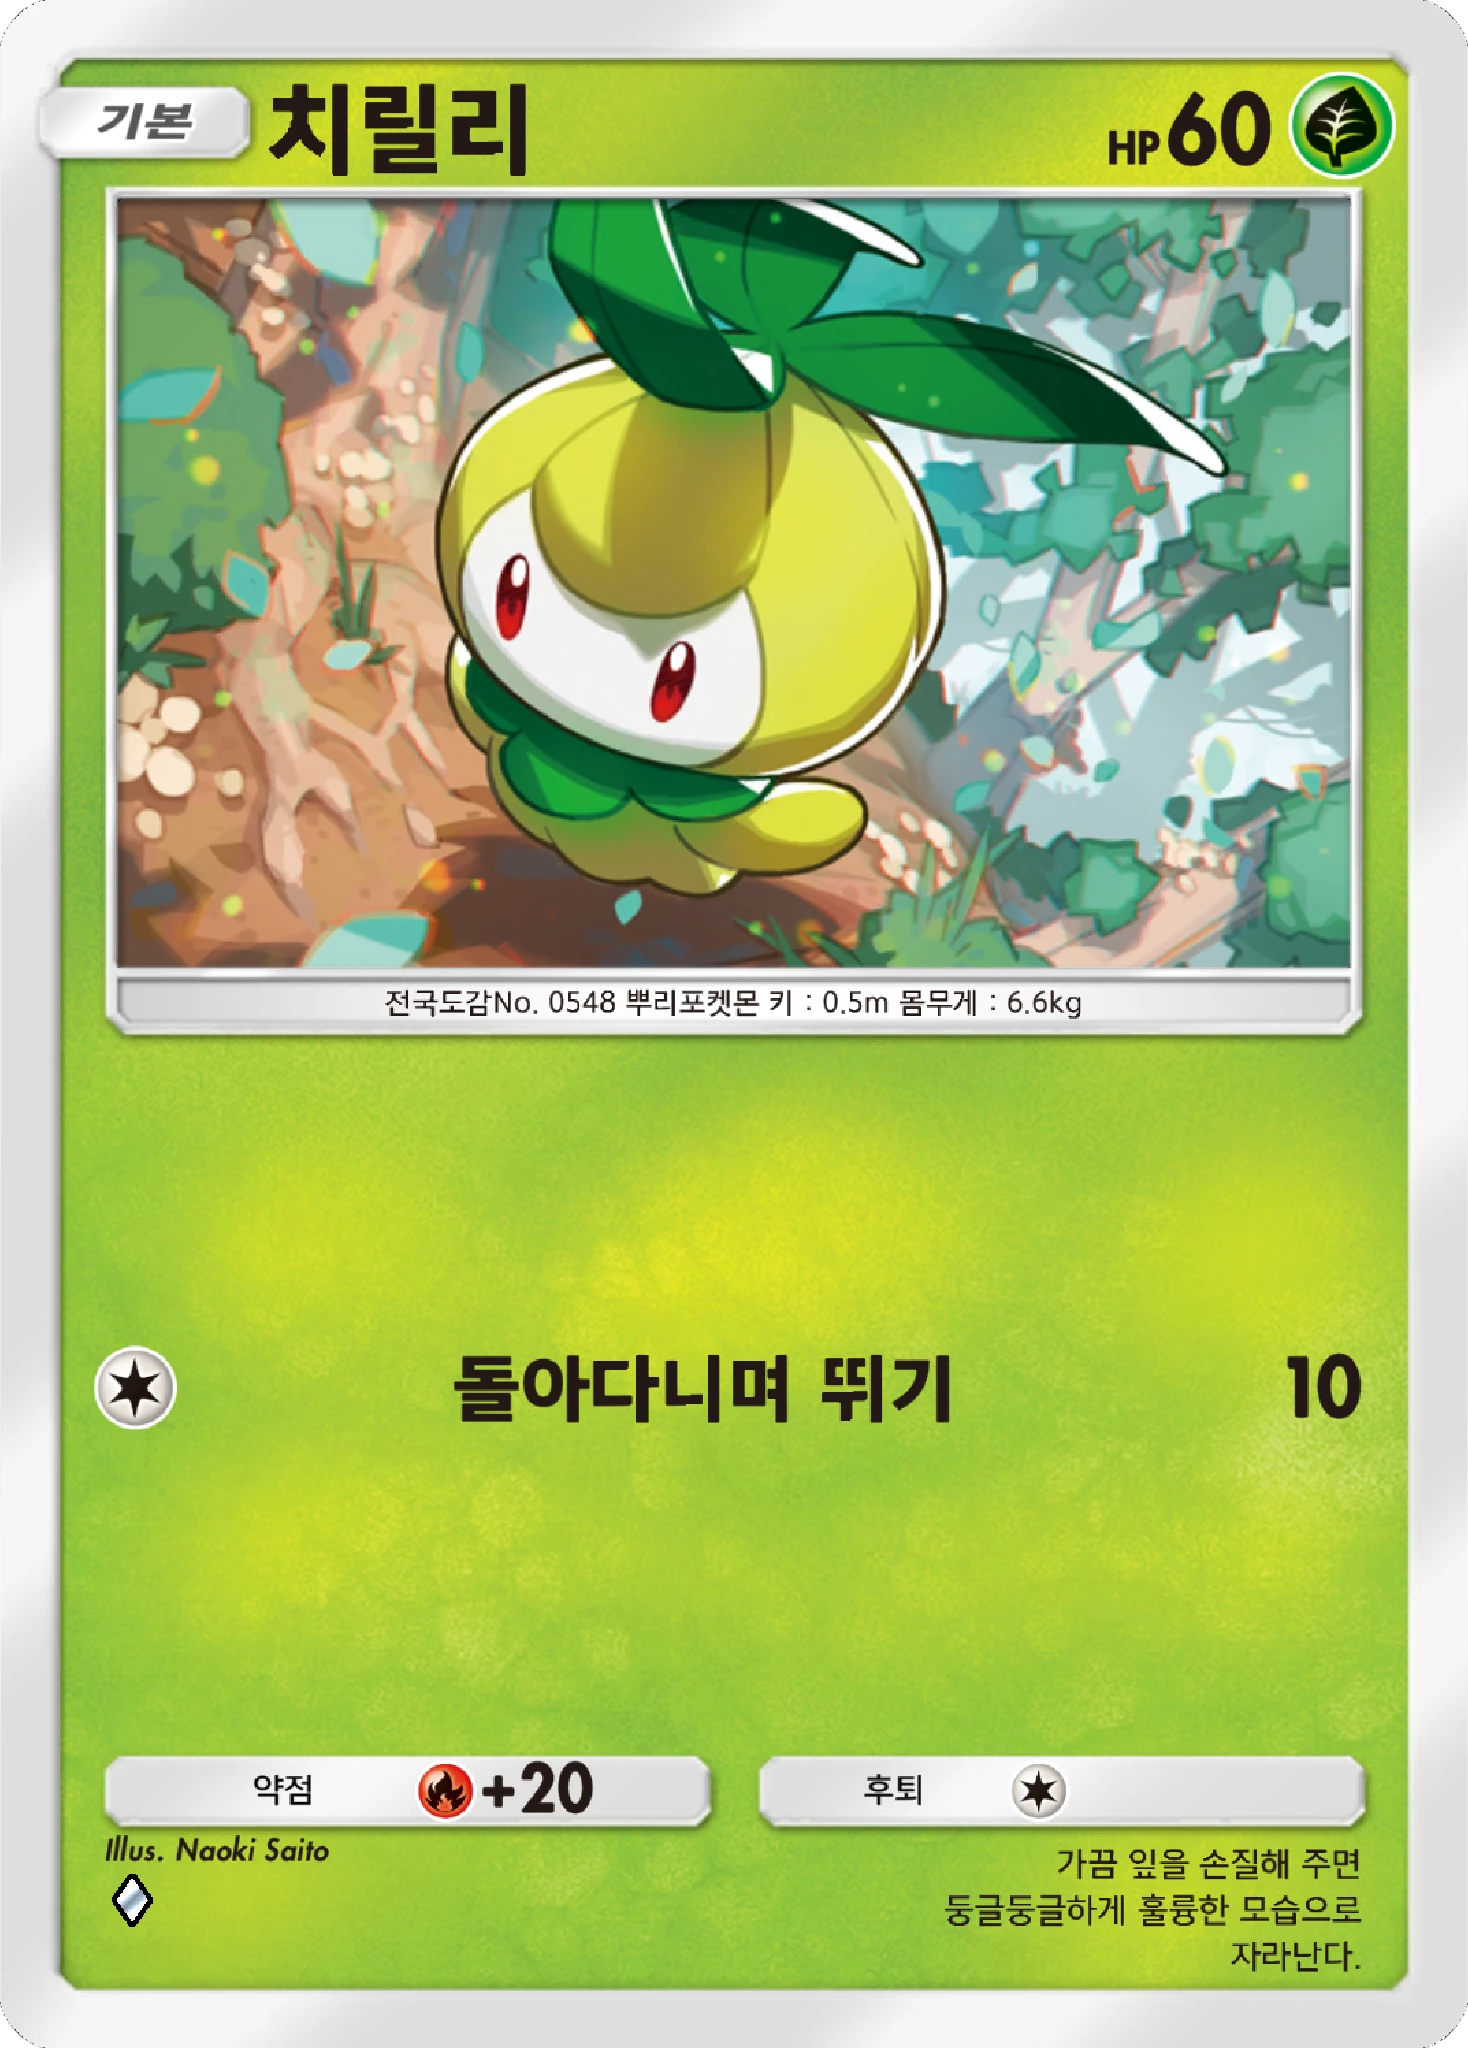 기본
치릴리
HP 60
전국도감No. 0548 뿌리포켓몬 키 : 0.5m 몸무게 : 6.6kg
돌아다니며 뛰기 10
약점 +20
후퇴
Illus. Naoki Saito
가끔 잎을 손질해 주면
둥글둥글하게 훌륭한 모습으로
자라난다.